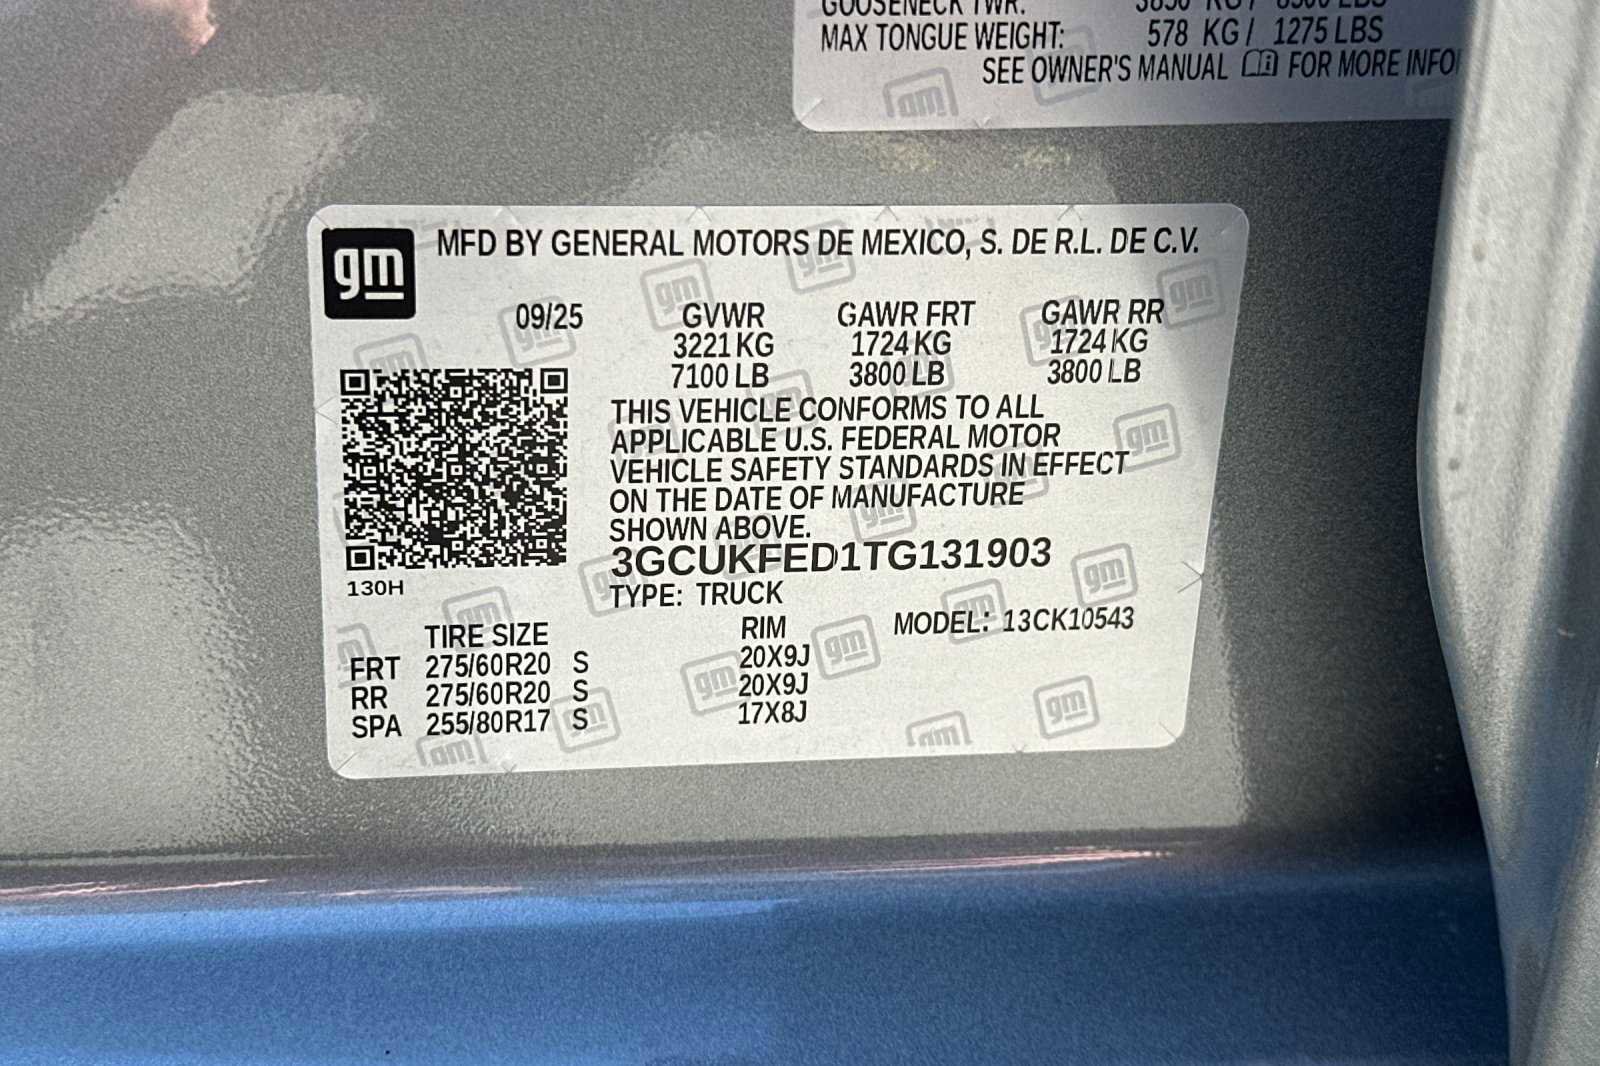 GOOSENECK TWR: 3856 KG / 8500 LBS
MAX TONGUE WEIGHT: 578 KG / 1275 LBS
SEE OWNER'S MANUAL FOR MORE INFO
gm MFD BY GENERAL MOTORS DE MEXICO, S. DE R.L. DE C.V.
09/25 GVWR GAWR FRT GAWR RR
3221 KG 1724 KG 1724 KG
7100 LB 3800 LB 3800 LB
THIS VEHICLE CONFORMS TO ALL
APPLICABLE U.S. FEDERAL MOTOR
VEHICLE SAFETY STANDARDS IN EFFECT
ON THE DATE OF MANUFACTURE
SHOWN ABOVE.
3GCUKFED1TG131903
130H
TYPE: TRUCK
MODEL: 13CK10543
TIRE SIZE RIM
FRT 275/60R20 S 20X9J
RR 275/60R20 S 20X9J
SPA 255/80R17 S 17X8J